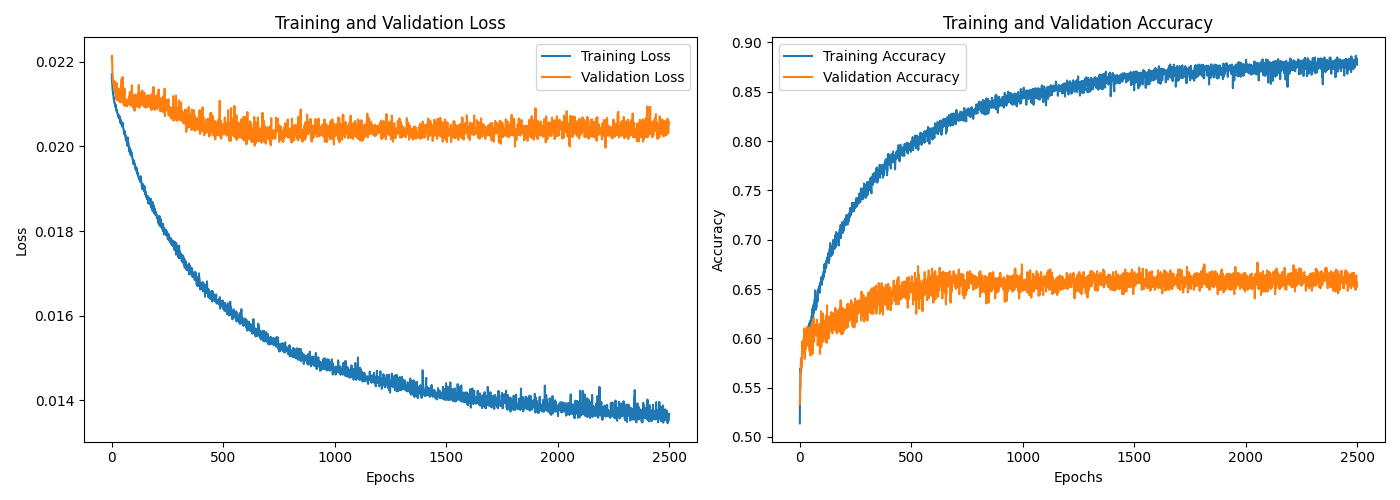 Training and Validation Loss
Training Loss
Validation Loss
0.022
0.020
0.018
0.016
0.014
Loss
0
500
1000
1500
2000
2500
Epochs
Training and Validation Accuracy
Training Accuracy
Validation Accuracy
0.90
0.85
0.80
0.75
0.70
0.65
0.60
0.55
0.50
Accuracy
0
500
1000
1500
2000
2500
Epochs